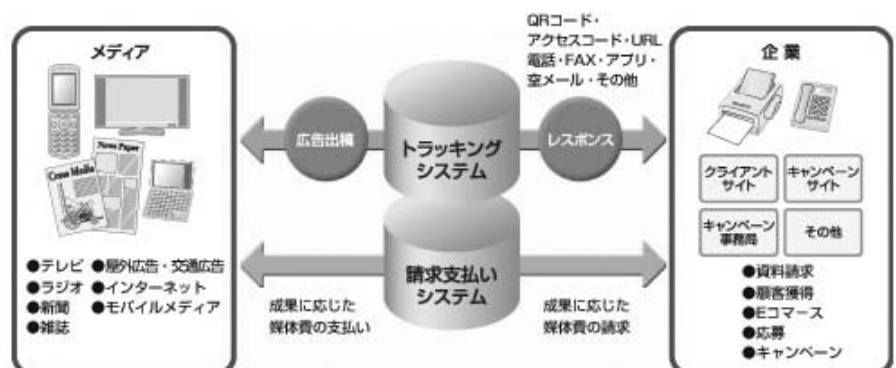 メディア
News Paper
Cross Media
●テレビ ●屋外広告・交通広告
●ラジオ ●インターネット
●新聞 ●モバイルメディア
●雑誌
広告出稿
トラッキング
システム
レスポンス
QRコード・
アクセスコード・URL
電話・FAX・アプリ・
空メール・その他
請求支払い
システム
成果に応じた
媒体費の支払い
成果に応じた
媒体費の請求
企業
クライアント
サイト
キャンペーン
サイト
キャンペーン
事務局
その他
●資料請求
●顧客獲得
●Eコマース
●応募
●キャンペーン